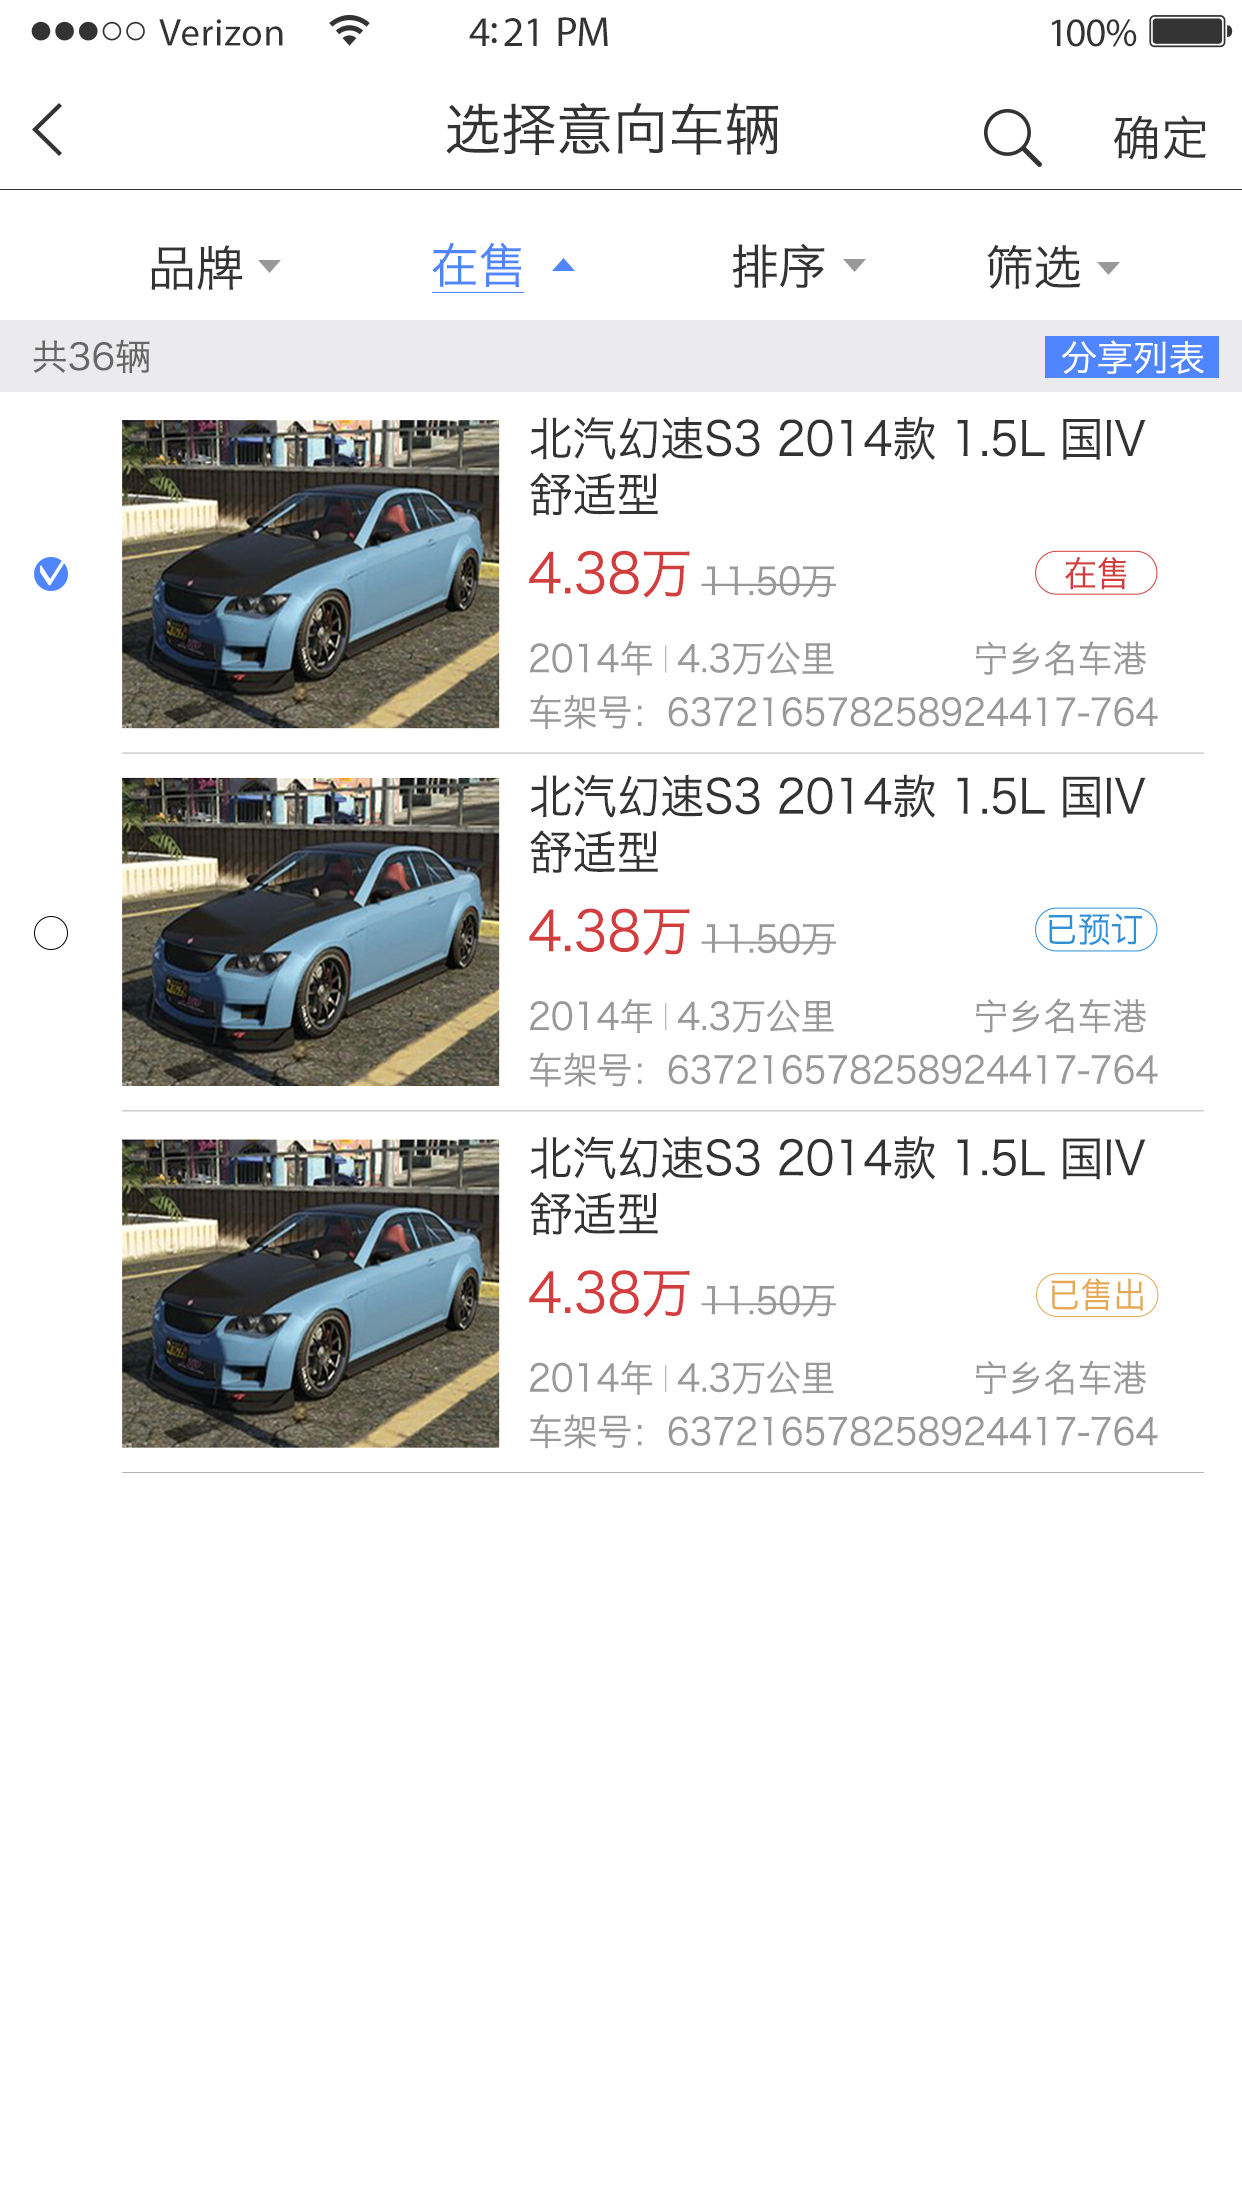 Verizon 4:21 PM 100%
选择意向车辆 确定
品牌 在售 排序 筛选
共36辆 分享列表
北汽幻速S3 2014款 1.5L 国IV
舒适型
4.38万 11.50万 在售
2014年 4.3万公里 宁乡名车港
车架号：637216578258924417-764
北汽幻速S3 2014款 1.5L 国IV
舒适型
4.38万 11.50万 已预订
2014年 4.3万公里 宁乡名车港
车架号：637216578258924417-764
北汽幻速S3 2014款 1.5L 国IV
舒适型
4.38万 11.50万 已售出
2014年 4.3万公里 宁乡名车港
车架号：637216578258924417-764